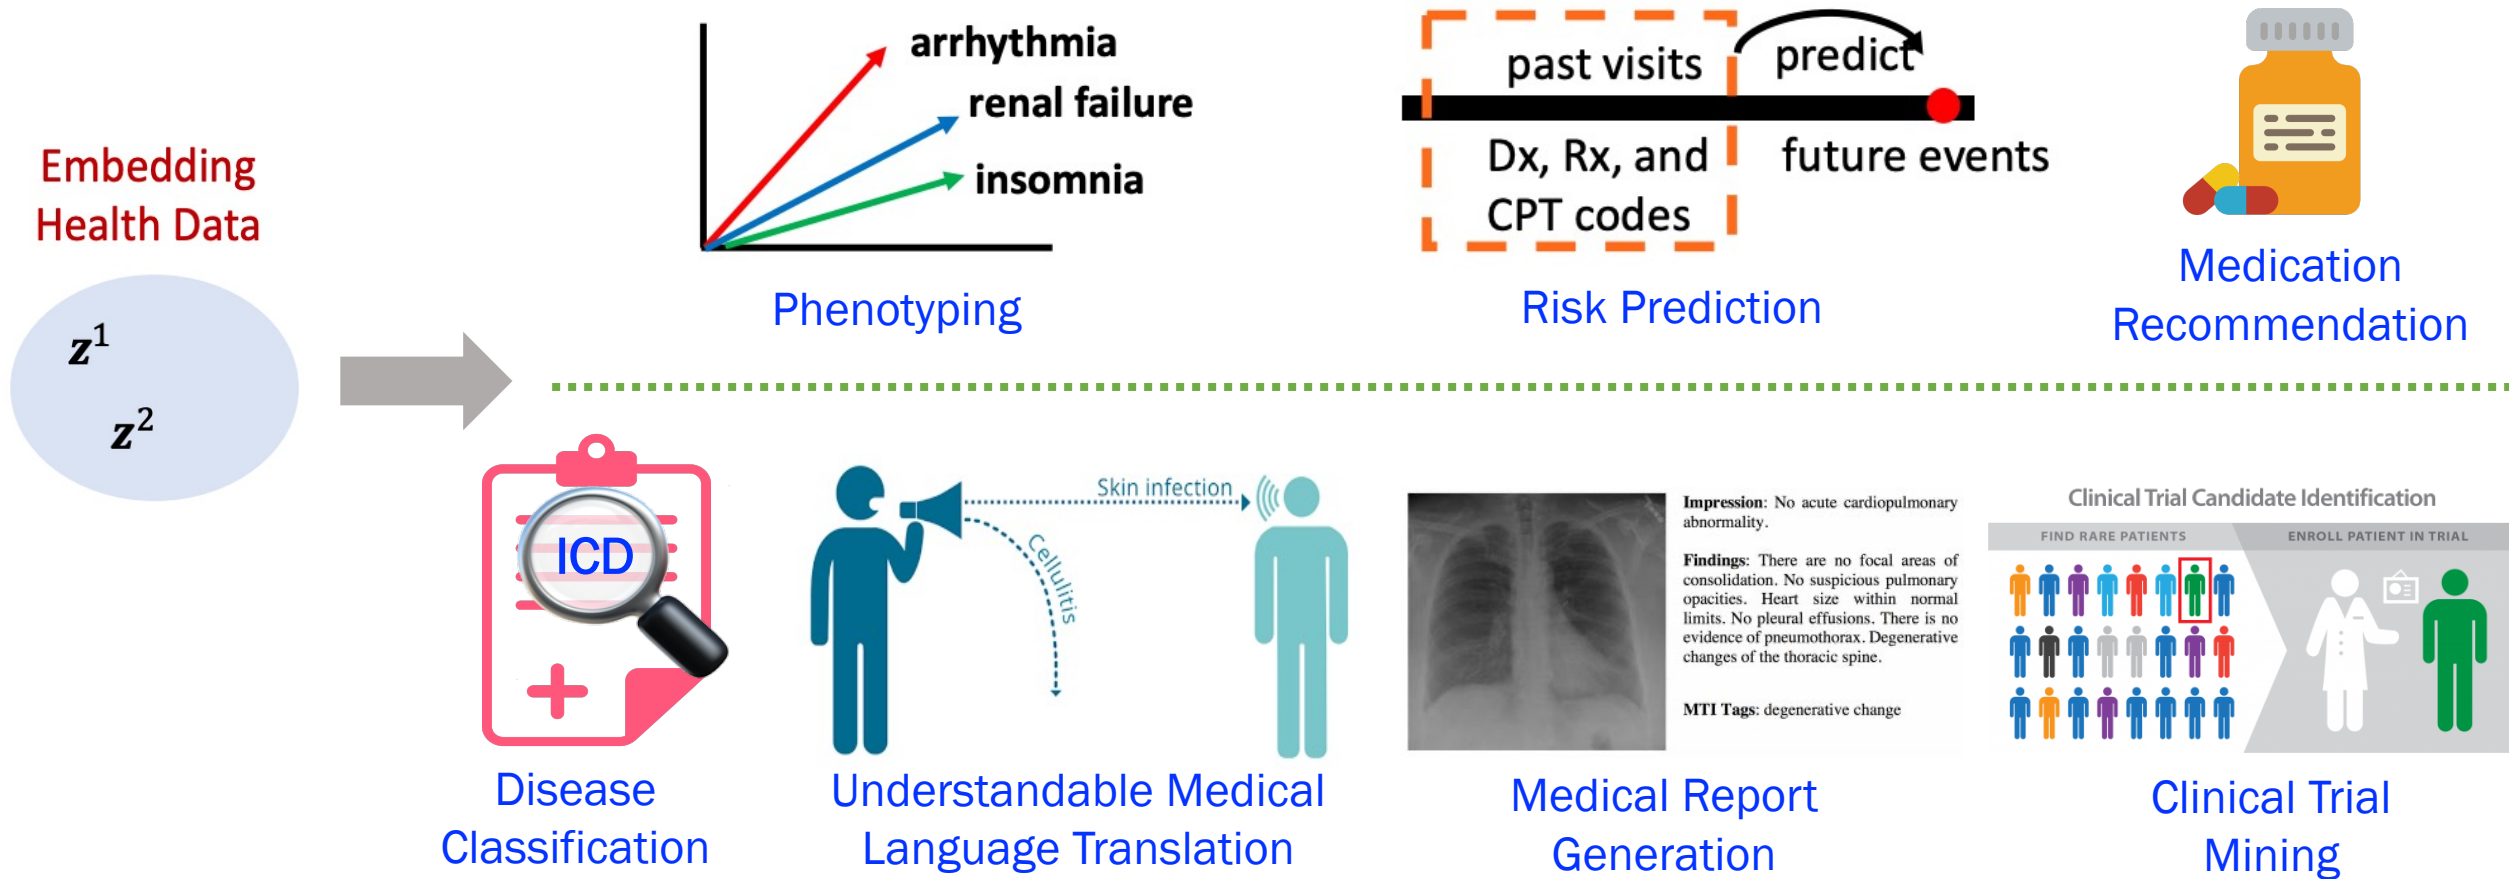 Embedding
Health Data
z¹
z²
arrhythmia
renal failure
insomnia
Phenotyping
past visits
predict
Dx, Rx, and
CPT codes
future events
Risk Prediction
Medication
Recommendation
ICD
Disease
Classification
Skin infection
Cellulitis
Understandable Medical
Language Translation
Impression: No acute cardiopulmonary
abnormality.
Findings: There are no focal areas of
consolidation. No suspicious pulmonary
opacities. Heart size within normal
limits. No pleural effusions. There is no
evidence of pneumothorax. Degenerative
changes of the thoracic spine.
MTI Tags: degenerative change
Medical Report
Generation
Clinical Trial Candidate Identification
FIND RARE PATIENTS
ENROLL PATIENT IN TRIAL
Clinical Trial
Mining